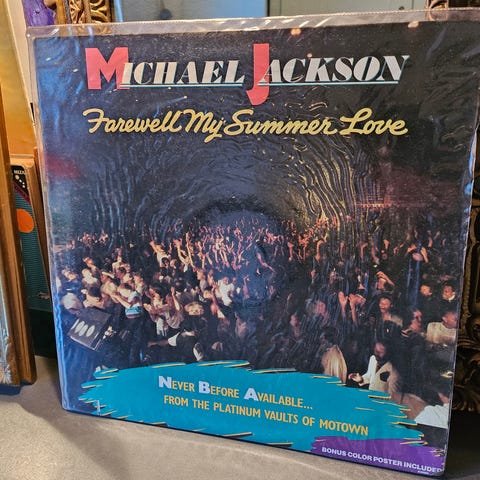 MICHAEL JACKSON
Farewell My Summer Love
NEVER BEFORE AVAILABLE...
FROM THE PLATINUM VAULTS OF MOTOWN
BONUS COLOR POSTER INCLUDED